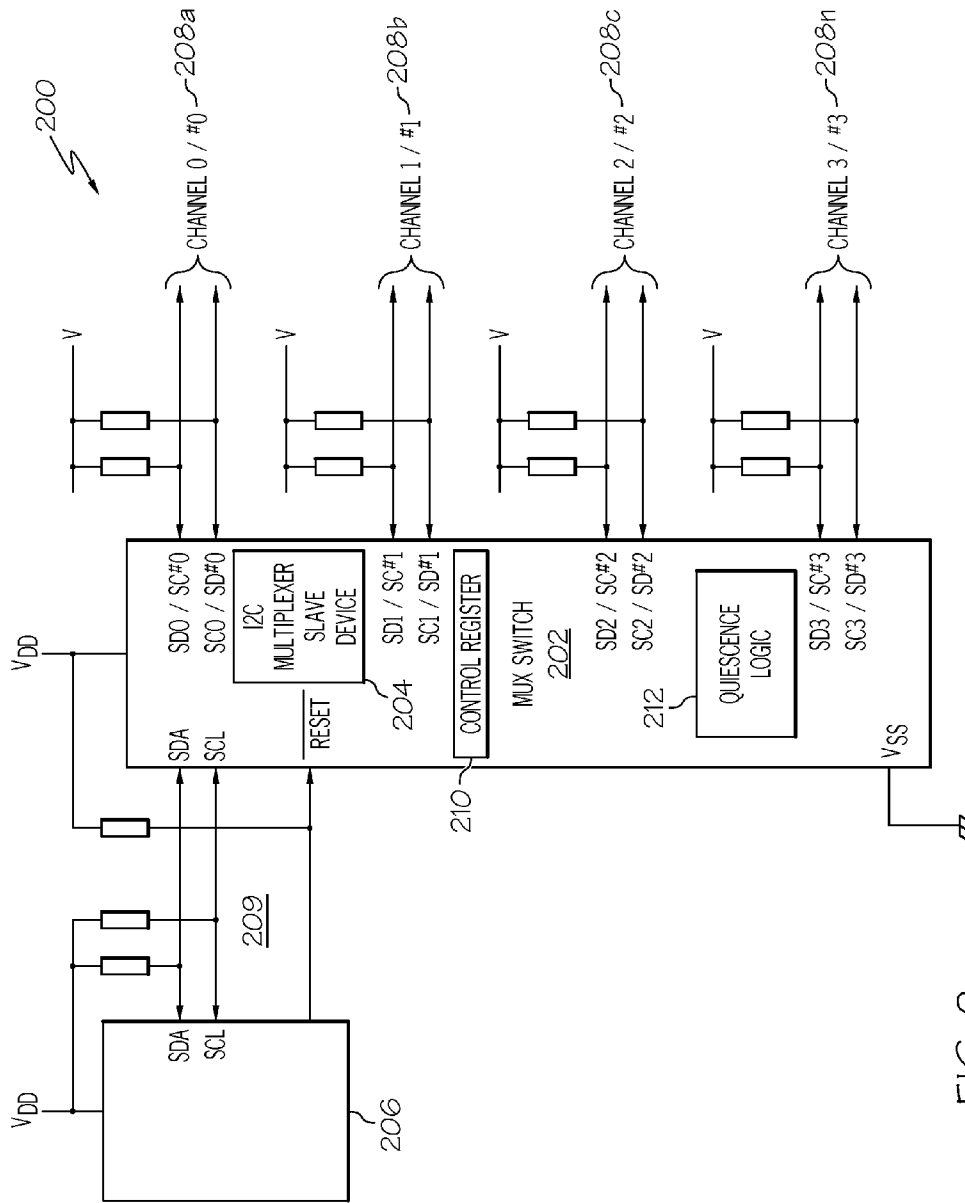 200
VDD
VDD
V
SDA
SCL
SDA
SCL
RESET
209
206
SD0 / SC#0
SC0 / SD#0
I2C
MULTIPLEXER
SLAVE
DEVICE
204
CHANNEL 0 / #0
208a
V
SD1 / SC#1
SC1 / SD#1
CHANNEL 1 / #1
208b
CONTROL REGISTER
210
MUX SWITCH
202
V
SD2 / SC#2
SC2 / SD#2
CHANNEL 2 / #2
208c
QUIESCENCE
LOGIC
212
V
SD3 / SC#3
SC3 / SD#3
CHANNEL 3 / #3
208n
VSS